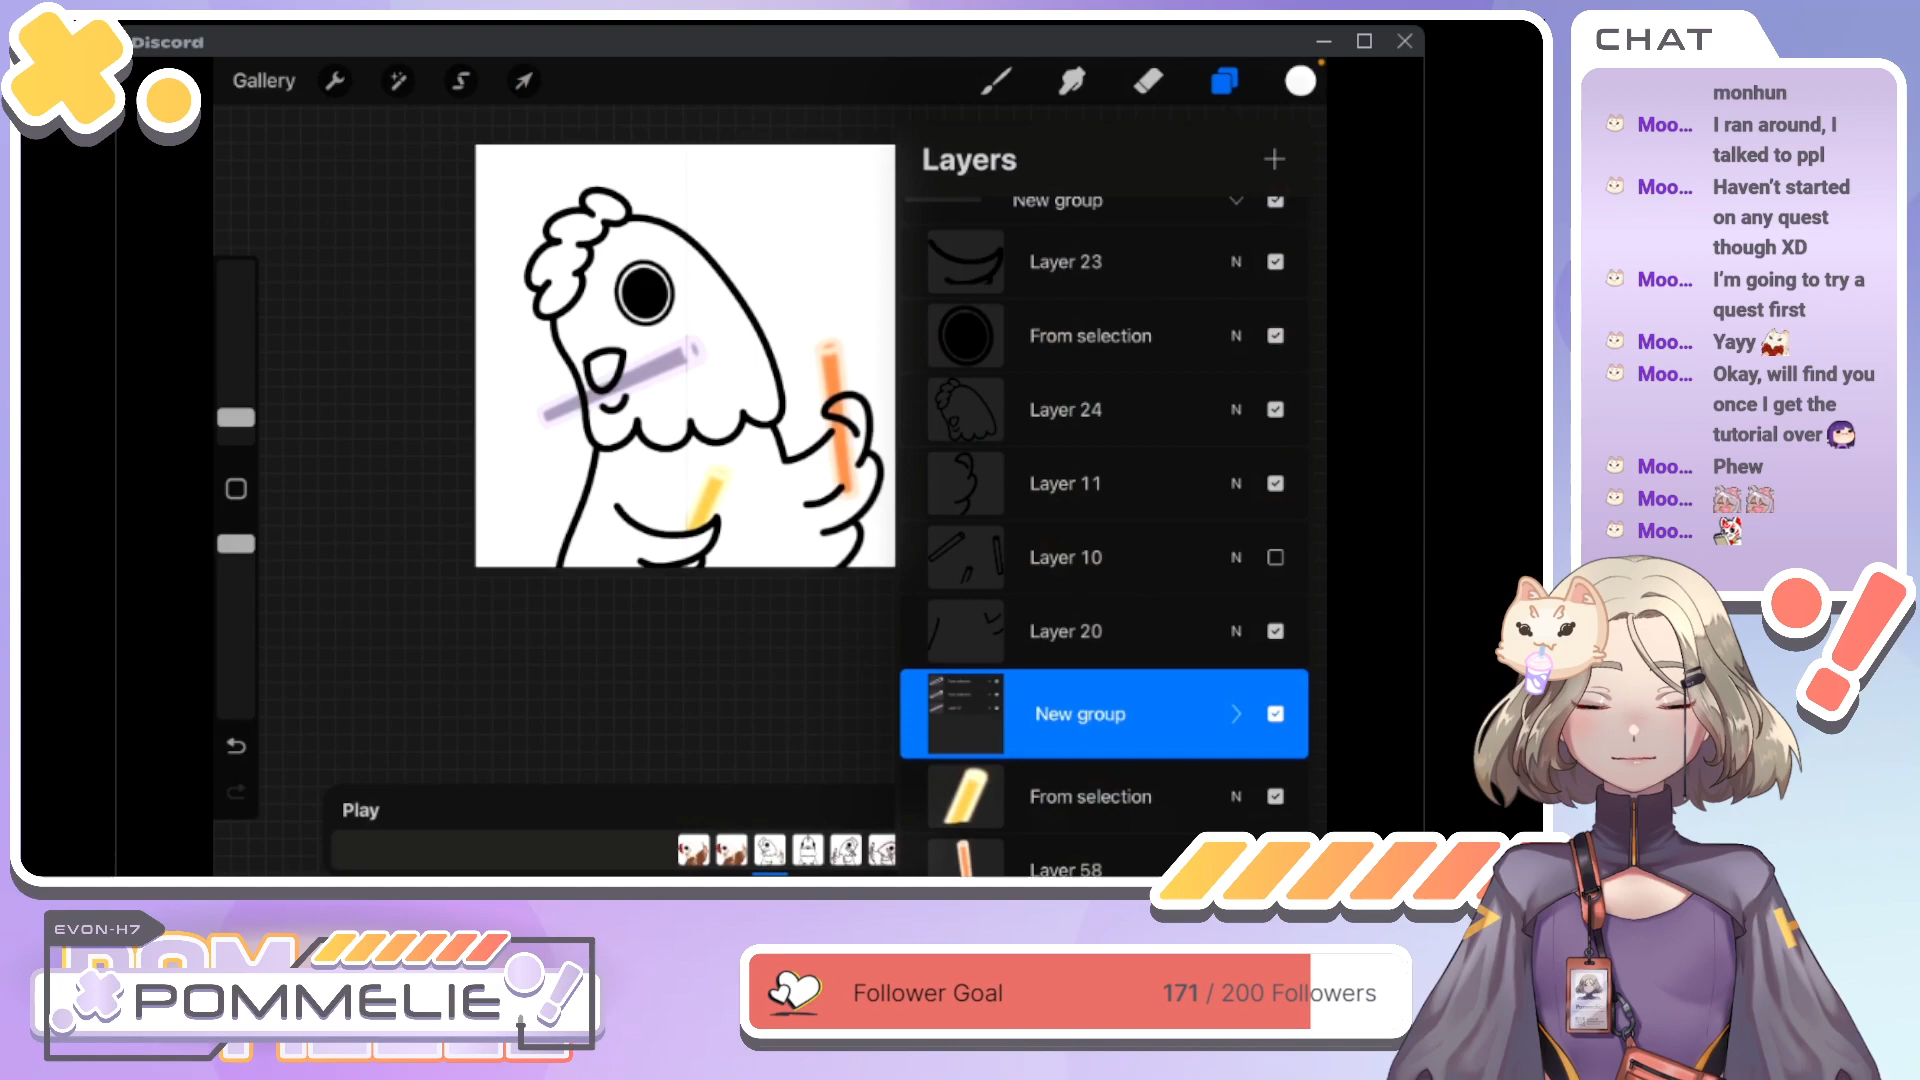 Discord
Gallery
Layers
New group
Layer 23 N
From selection N
Layer 24 N
Layer 11 N
Layer 10 N
Layer 20 N
New group
From selection N
Layer 58
Play
CHAT
monhun
Moo... I ran around, I
talked to ppl
Moo... Haven't started
on any quest
though XD
Moo... I'm going to try a
quest first
Moo... Yayy
Moo... Okay, will find you
once I get the
tutorial over
Moo... Phew
Moo...
Moo...
EVON-H7
POMMELIE
Follower Goal 171 / 200 Followers